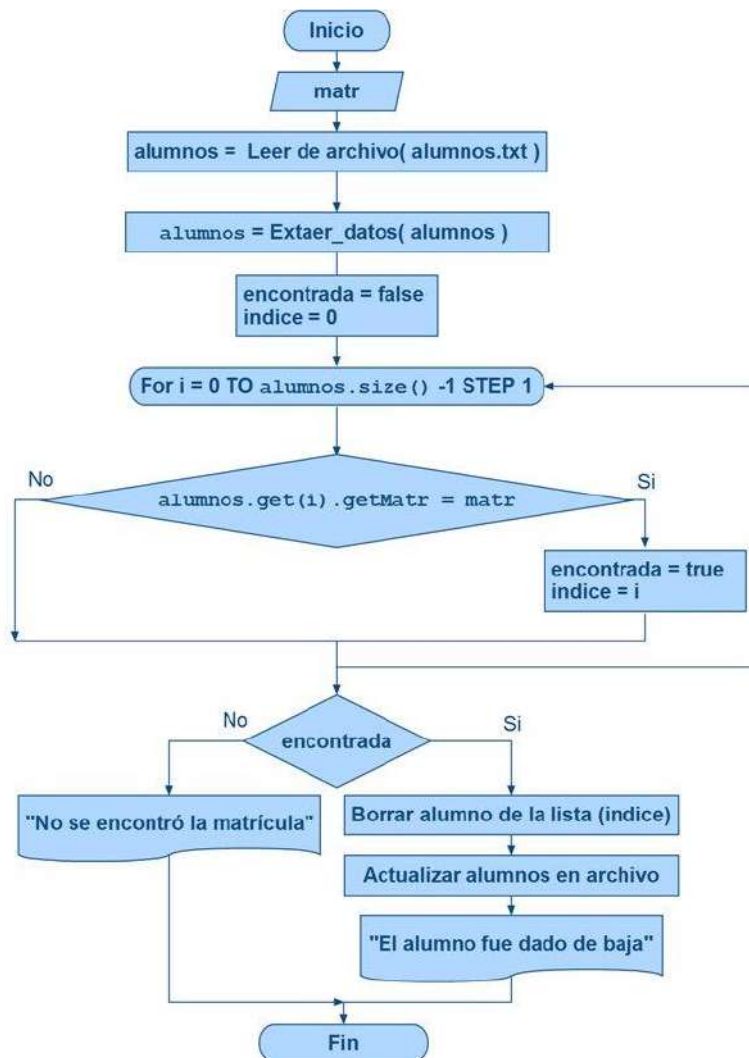 Inicio
matr
alumnos = Leer de archivo( alumnos.txt )
alumnos = Extaer_datos( alumnos )
encontrada = false
indice = 0
For i = 0 TO alumnos.size() -1 STEP 1
No
Si
alumnos.get(i).getMatr = matr
encontrada = true
indice = i
No
Si
encontrada
"No se encontró la matrícula"
Borrar alumno de la lista (indice)
Actualizar alumnos en archivo
"El alumno fue dado de baja"
Fin